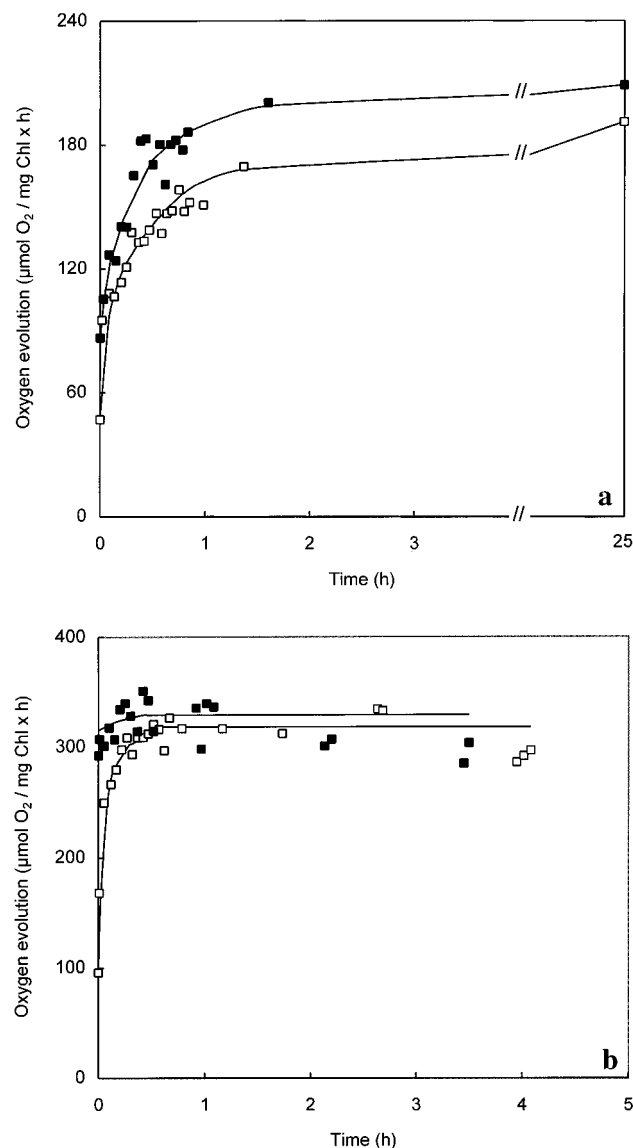 240
180
120
60
0
Oxygen evolution (µmol O₂ / mg Chl x h)
//
//
//
a
0 1 2 3 25
Time (h)
400
300
200
100
0
Oxygen evolution (µmol O₂ / mg Chl x h)
b
0 1 2 3 4 5
Time (h)